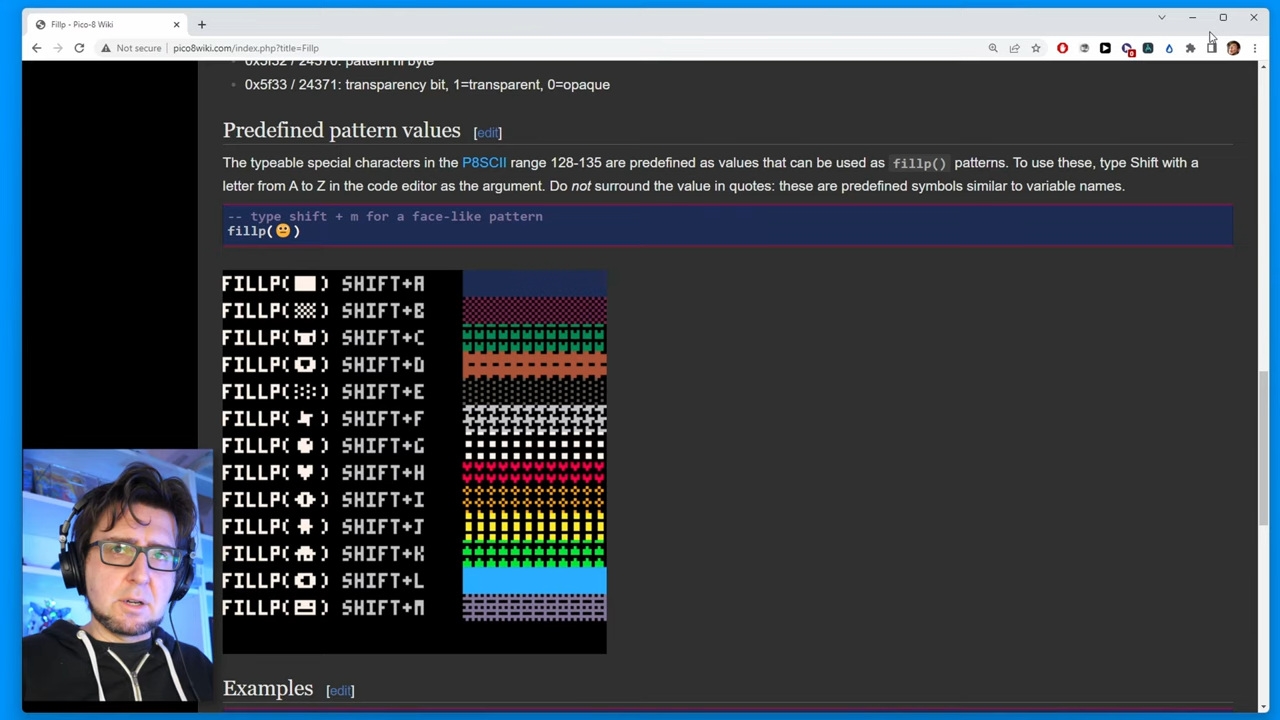 Fillp - Pico-8 Wiki
Not secure pico8wiki.com/index.php?title=Fillp
0x5f32 / 24370: pattern hi byte
0x5f33 / 24371: transparency bit, 1=transparent, 0=opaque
Predefined pattern values [edit]
The typeable special characters in the P8SCII range 128-135 are predefined as values that can be used as fillp() patterns. To use these, type Shift with a
letter from A to Z in the code editor as the argument. Do not surround the value in quotes: these are predefined symbols similar to variable names.
-- type shift + m for a face-like pattern
fillp(😐)
FILLP( ) SHIFT+A
FILLP( ) SHIFT+B
FILLP( ) SHIFT+C
FILLP( ) SHIFT+D
FILLP( ) SHIFT+E
FILLP( ) SHIFT+F
FILLP( ) SHIFT+G
FILLP( ) SHIFT+H
FILLP( ) SHIFT+I
FILLP( ) SHIFT+J
FILLP( ) SHIFT+K
FILLP( ) SHIFT+L
FILLP( ) SHIFT+M
Examples [edit]